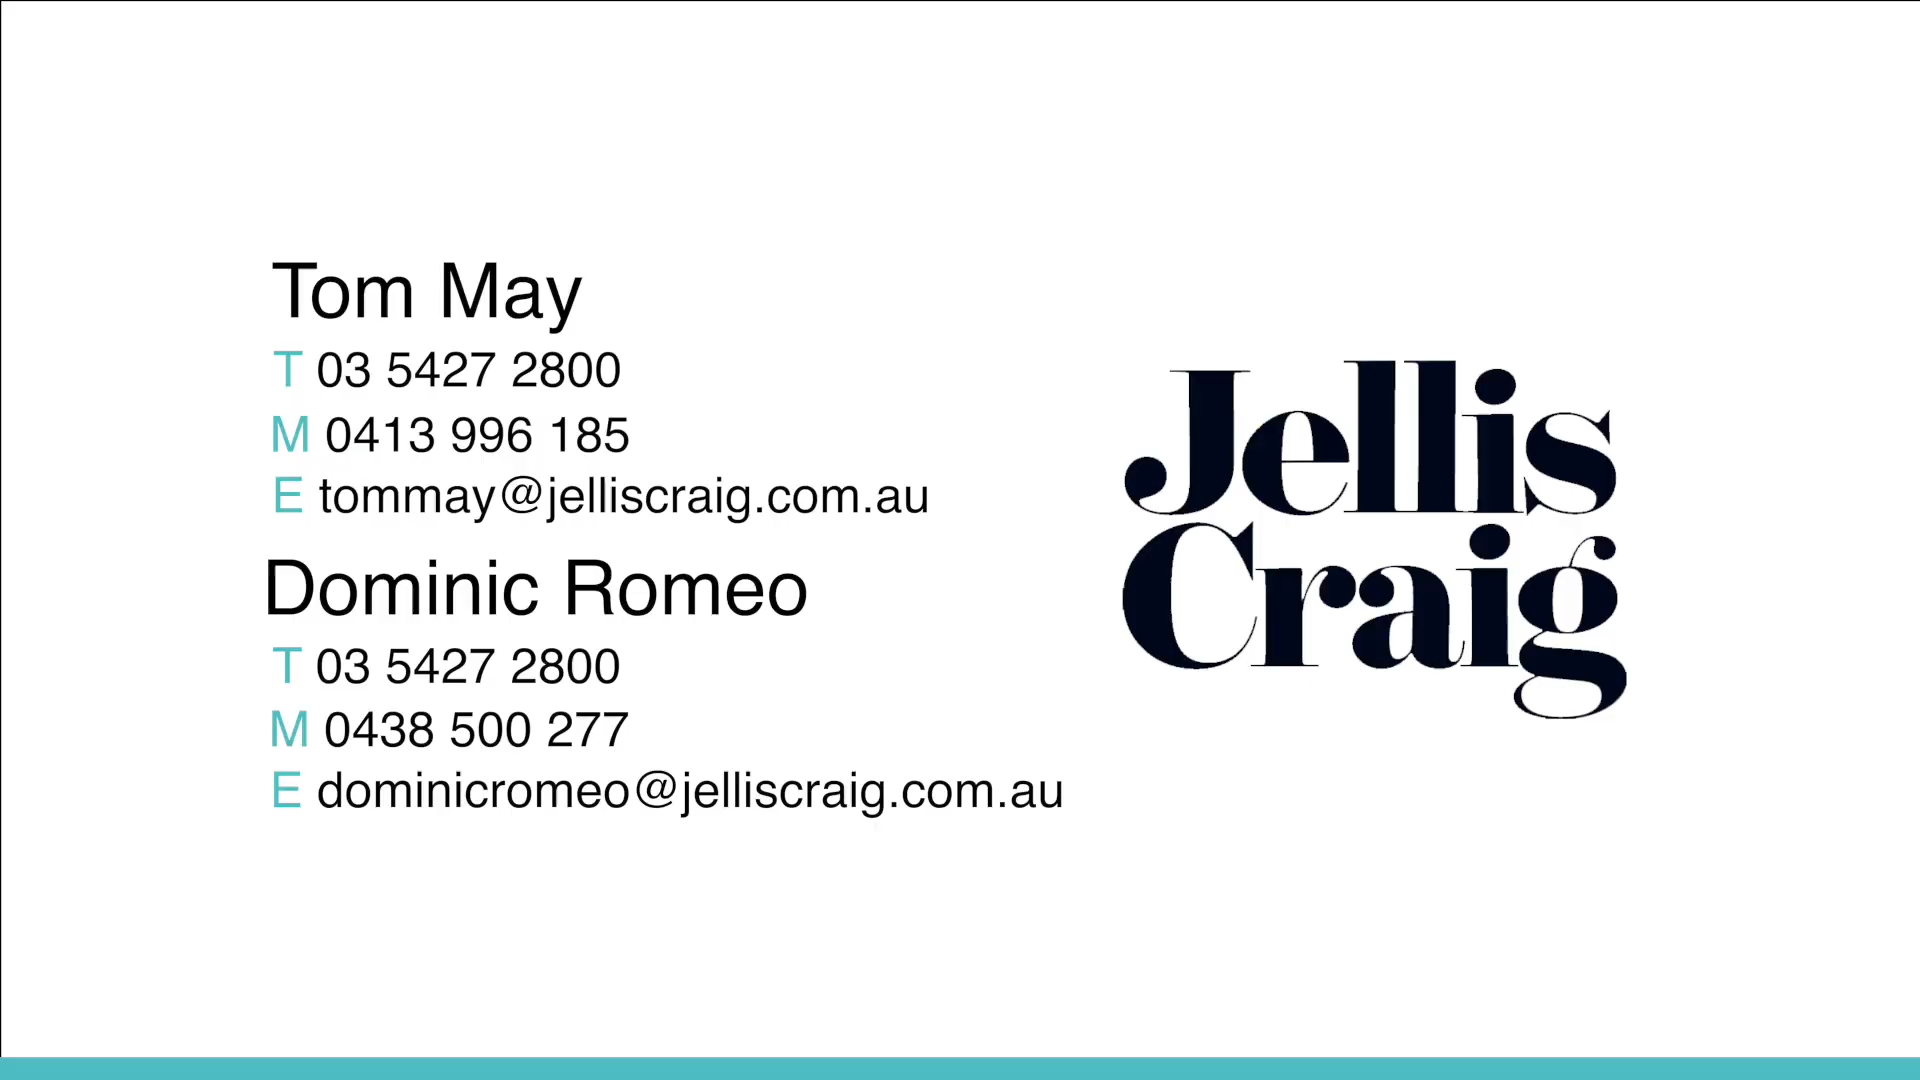 Tom May
T 03 5427 2800
M 0413 996 185
E tommay@jelliscraig.com.au
Dominic Romeo
T 03 5427 2800
M 0438 500 277
E dominicromeo@jelliscraig.com.au
Jellis
Craig